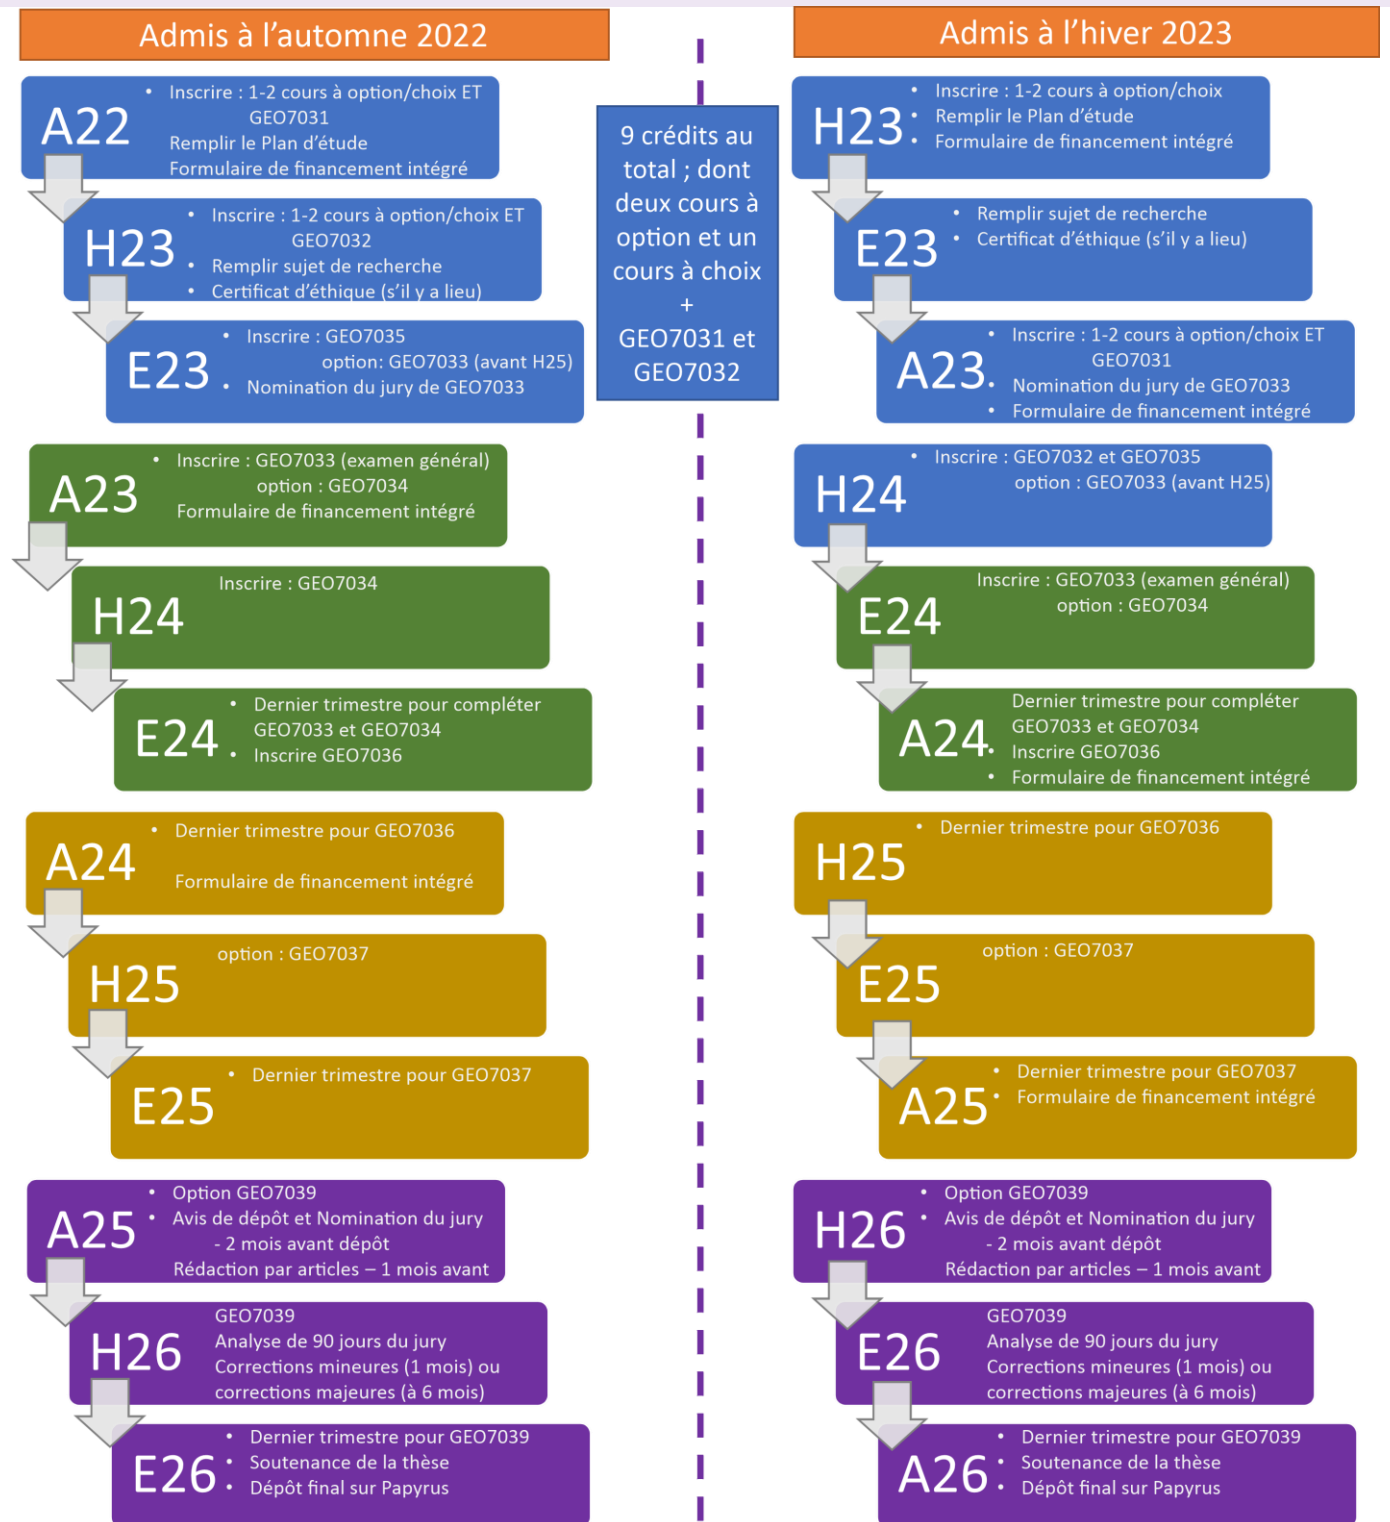 Admis à l’automne 2022
A22
• Inscrire : 1-2 cours à option/choix ET
GEO7031
Remplir le Plan d’étude
Formulaire de financement intégré
H23
• Inscrire : 1-2 cours à option/choix ET
GEO7032
• Remplir sujet de recherche
• Certificat d’éthique (s’il y a lieu)
E23
• Inscrire : GEO7035
option: GEO7033 (avant H25)
• Nomination du jury de GEO7033
A23
• Inscrire : GEO7033 (examen général)
option : GEO7034
Formulaire de financement intégré
H24
Inscrire : GEO7034
E24
• Dernier trimestre pour compléter
GEO7033 et GEO7034
• Inscrire GEO7036
A24
• Dernier trimestre pour GEO7036
Formulaire de financement intégré
H25
option : GEO7037
E25
• Dernier trimestre pour GEO7037
A25
• Option GEO7039
• Avis de dépôt et Nomination du jury
- 2 mois avant dépôt
Rédaction par articles – 1 mois avant
H26
GEO7039
Analyse de 90 jours du jury
Corrections mineures (1 mois) ou
corrections majeures (à 6 mois)
E26
• Dernier trimestre pour GEO7039
• Soutenance de la thèse
• Dépôt final sur Papyrus
9 crédits au
total ; dont
deux cours à
option et un
cours à choix
+
GEO7031 et
GEO7032
Admis à l’hiver 2023
H23
• Inscrire : 1-2 cours à option/choix
• Remplir le Plan d’étude
• Formulaire de financement intégré
E23
• Remplir sujet de recherche
• Certificat d’éthique (s’il y a lieu)
A23
• Inscrire : 1-2 cours à option/choix ET
GEO7031
• Nomination du jury de GEO7033
• Formulaire de financement intégré
H24
• Inscrire : GEO7032 et GEO7035
option : GEO7033 (avant H25)
E24
Inscrire : GEO7033 (examen général)
option : GEO7034
A24
Dernier trimestre pour compléter
GEO7033 et GEO7034
• Inscrire GEO7036
• Formulaire de financement intégré
H25
• Dernier trimestre pour GEO7036
E25
option : GEO7037
A25
• Dernier trimestre pour GEO7037
• Formulaire de financement intégré
H26
• Option GEO7039
• Avis de dépôt et Nomination du jury
- 2 mois avant dépôt
Rédaction par articles – 1 mois avant
E26
GEO7039
Analyse de 90 jours du jury
Corrections mineures (1 mois) ou
corrections majeures (à 6 mois)
A26
• Dernier trimestre pour GEO7039
• Soutenance de la thèse
• Dépôt final sur Papyrus